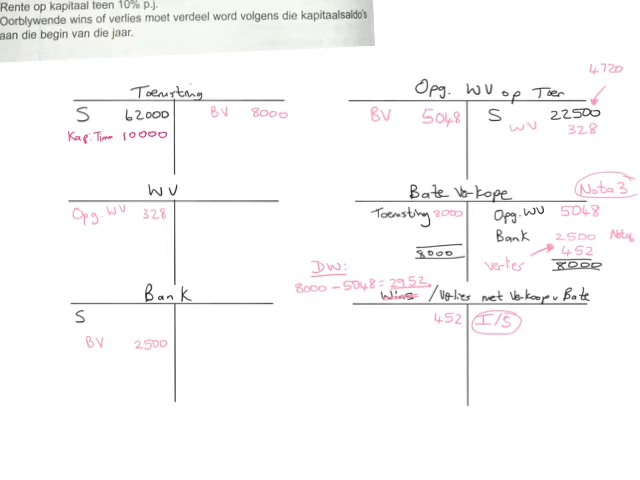 Rente op kapitaal teen 10% p.j.
Oorblywende wins of verlies moet verdeel word volgens die kapitaalsaldo's
aan die begin van die jaar.
Toerusting
S 62000 BV 8000
Kap. Tim 10000
4720
Opg. WV op Toer
BV 5048 S 22500
WV 328
WV
Opg. WV 328
Nota 3
Bate Verkope
Toerusting 8000 Opg. WV 5048
Bank 2500 Nota
8000 452
Verlies 8000
DW:
8000 - 5048 = 2952
Bank
S
BV 2500
Wins / Verlies met Verkoop v Bate
452 I/S